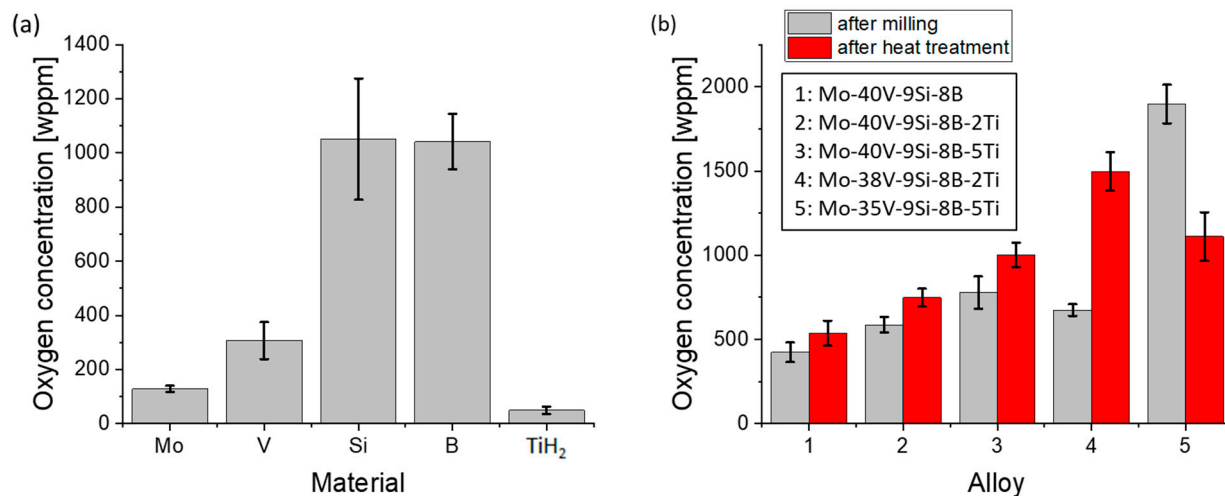 (a)
1400
1200
1000
800
600
400
200
0
Oxygen concentration [wppm]
Mo V Si B TiH₂
Material
(b)
after milling
after heat treatment
1: Mo-40V-9Si-8B
2: Mo-40V-9Si-8B-2Ti
3: Mo-40V-9Si-8B-5Ti
4: Mo-38V-9Si-8B-2Ti
5: Mo-35V-9Si-8B-5Ti
2000
1500
1000
500
0
Oxygen concentration [wppm]
1 2 3 4 5
Alloy